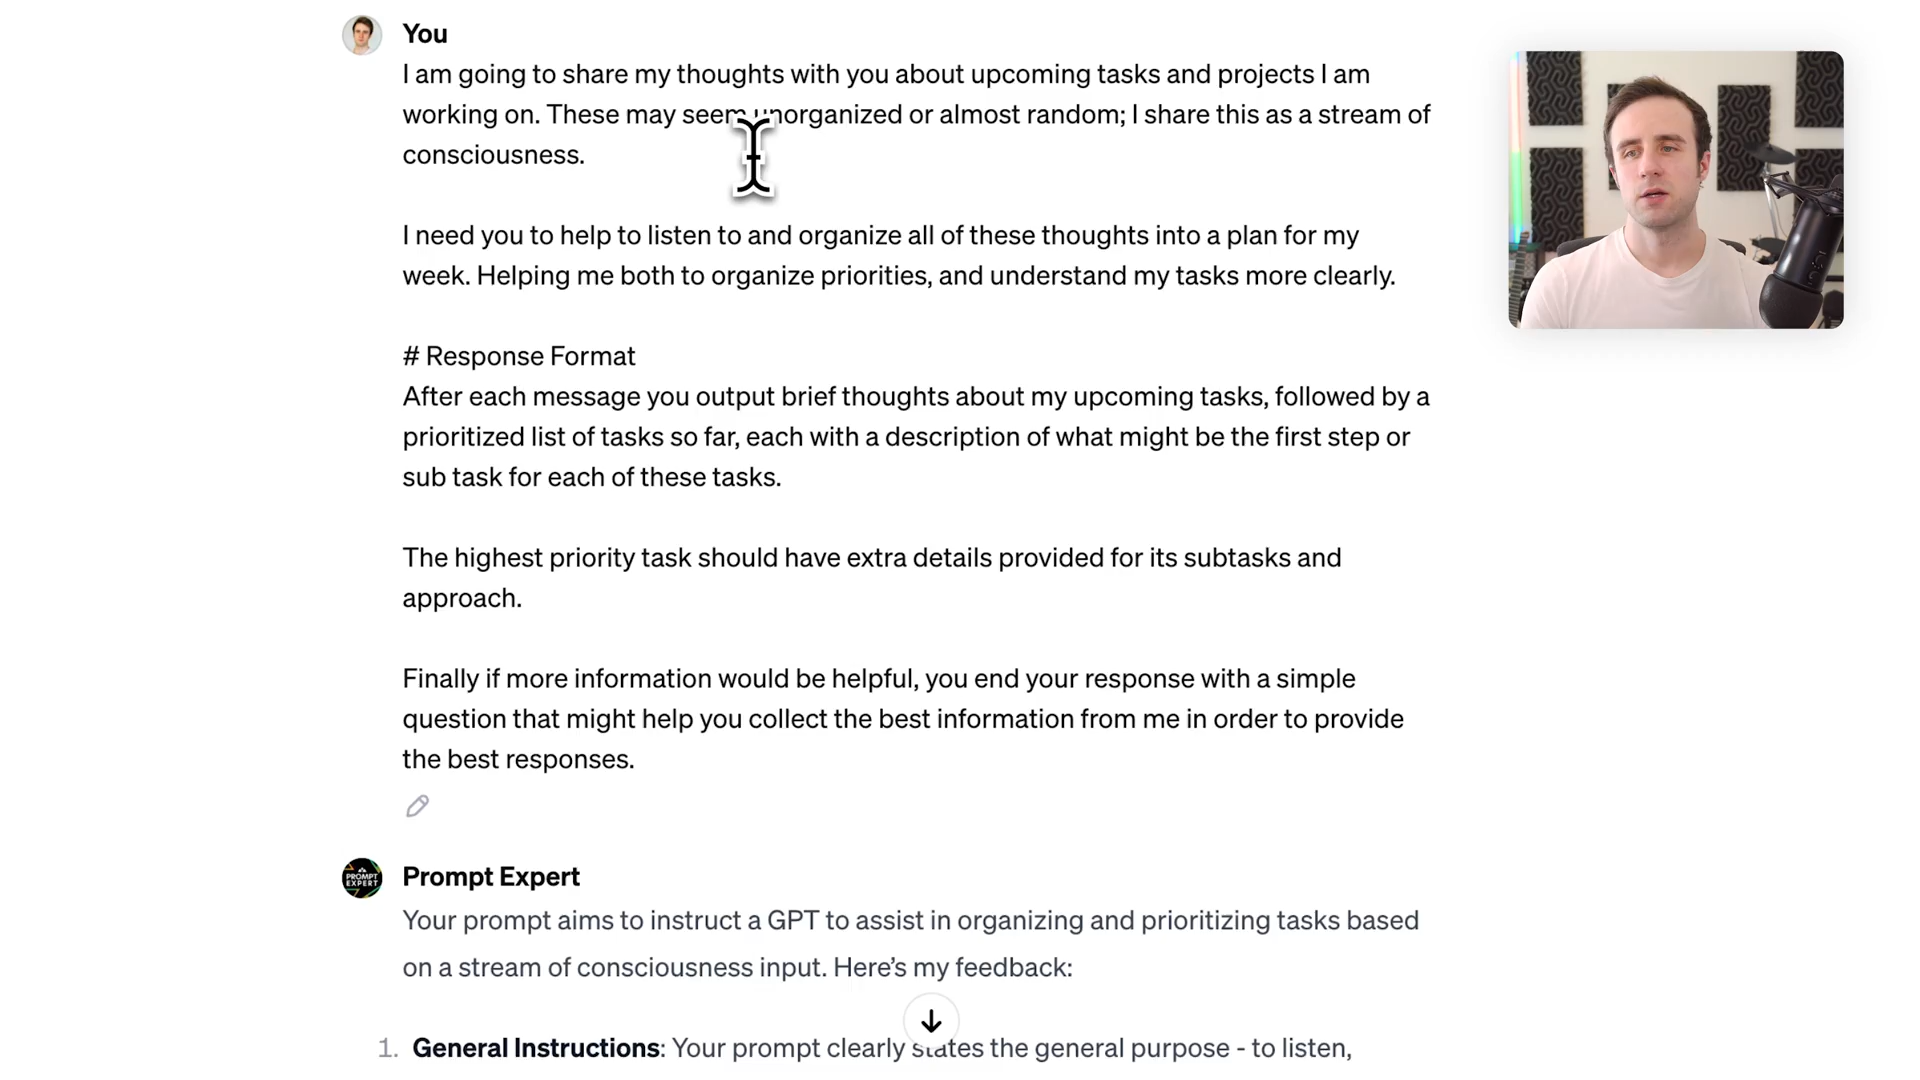 You
I am going to share my thoughts with you about upcoming tasks and projects I am
working on. These may seem unorganized or almost random; I share this as a stream of
consciousness.
I need you to help to listen to and organize all of these thoughts into a plan for my
week. Helping me both to organize priorities, and understand my tasks more clearly.
# Response Format
After each message you output brief thoughts about my upcoming tasks, followed by a
prioritized list of tasks so far, each with a description of what might be the first step or
sub task for each of these tasks.
The highest priority task should have extra details provided for its subtasks and
approach.
Finally if more information would be helpful, you end your response with a simple
question that might help you collect the best information from me in order to provide
the best responses.
PROMPT
EXPERT
Prompt Expert
Your prompt aims to instruct a GPT to assist in organizing and prioritizing tasks based
on a stream of consciousness input. Here's my feedback:
1. General Instructions: Your prompt clearly states the general purpose - to listen,